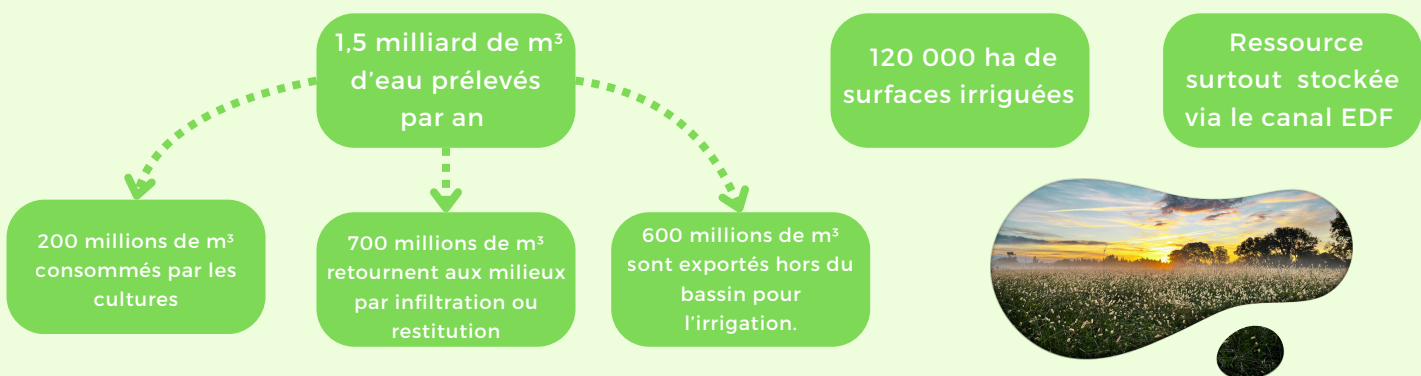 1,5 milliard de m³
d'eau prélevés
par an
120 000 ha de
surfaces irriguées
Ressource
surtout stockée
via le canal EDF
200 millions de m³
consommés par les
cultures
700 millions de m³
retournent aux milieux
par infiltration ou
restitution
600 millions de m³
sont exportés hors du
bassin pour
l'irrigation.